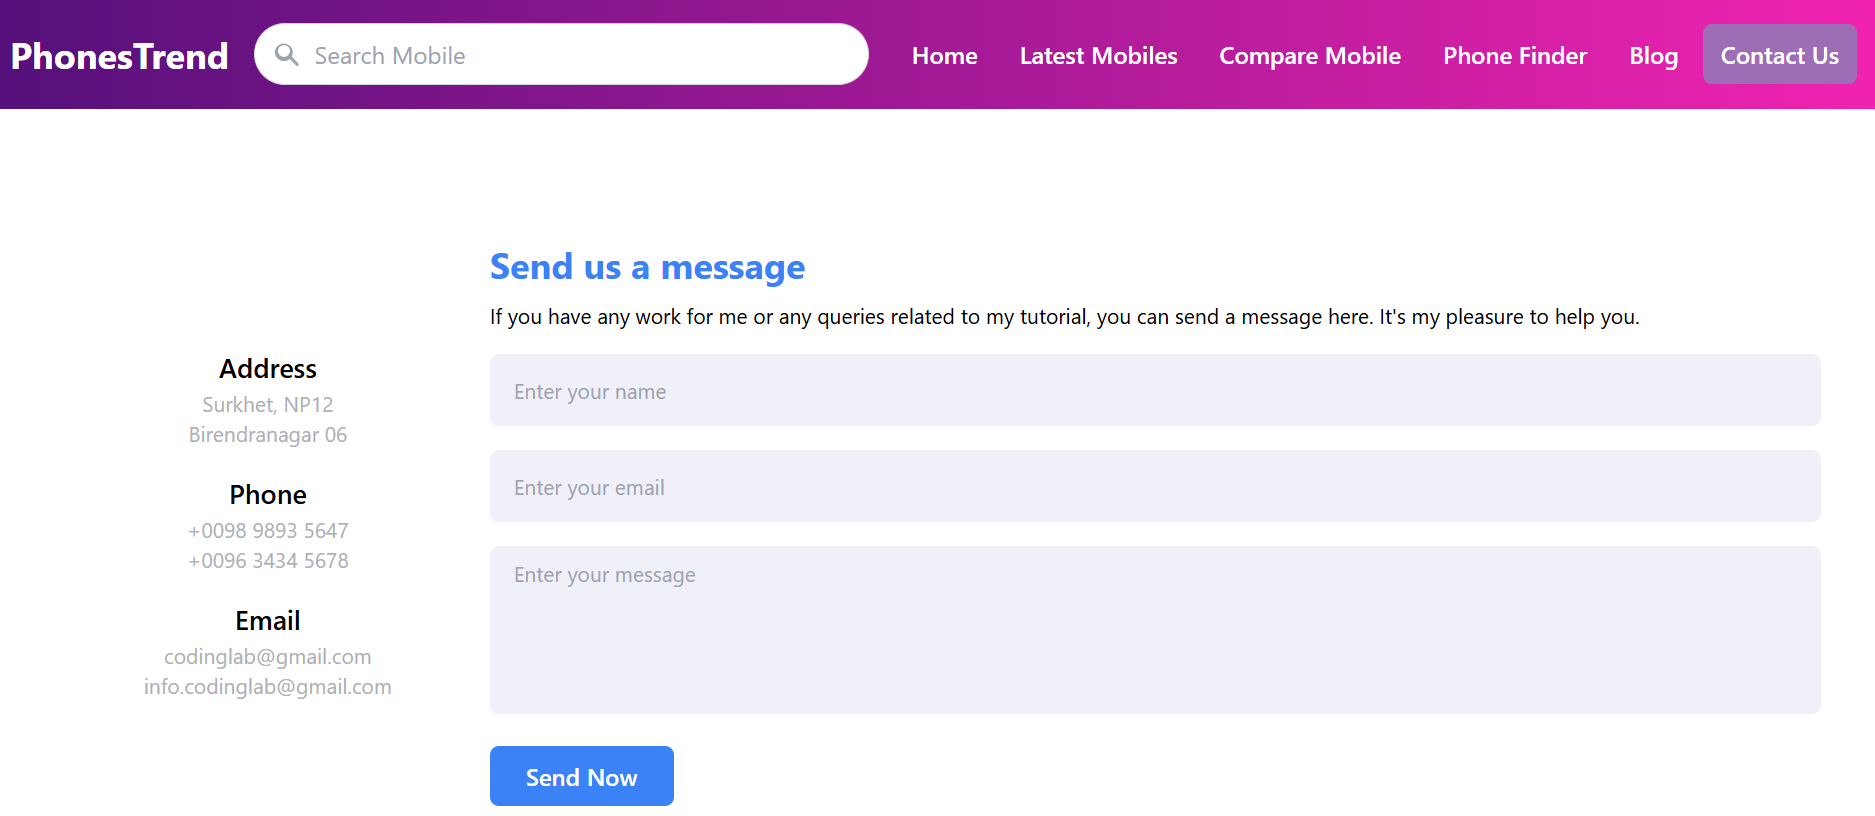 PhonesTrend
Search Mobile
Home
Latest Mobiles
Compare Mobile
Phone Finder
Blog
Contact Us
Send us a message
If you have any work for me or any queries related to my tutorial, you can send a message here. It's my pleasure to help you.
Address
Surkhet, NP12
Birendranagar 06
Phone
+0098 9893 5647
+0096 3434 5678
Email
codinglab@gmail.com
info.codinglab@gmail.com
Enter your name
Enter your email
Enter your message
Send Now